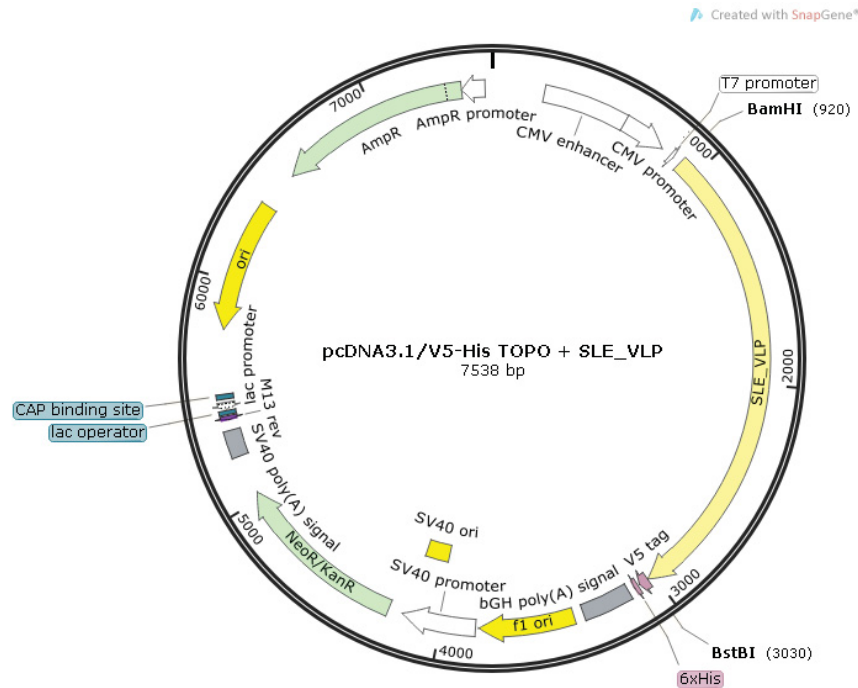 Created with SnapGene®
T7 promoter
BamHI (920)
7000
AmpR promoter
AmpR
CMV enhancer
CMV promoter
000
ori
6000
SLE_VLP
2000
pcDNA3.1/V5-His TOPO + SLE_VLP
7538 bp
lac promoter
M13 rev
CAP binding site
lac operator
SV40 poly(A) signal
5000
NeoR/KanR
SV40 ori
SV40 promoter
bGH poly(A) signal
V5 tag
f1 ori
3000
4000
BstBI (3030)
6xHis